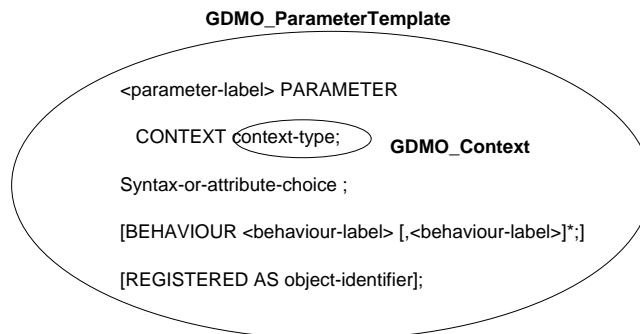 GDMO_ParameterTemplate
<parameter-label> PARAMETER
CONTEXT context-type;
GDMO_Context
Syntax-or-attribute-choice ;
[BEHAVIOUR <behaviour-label> [,<behaviour-label>]*;]
[REGISTERED AS object-identifier];